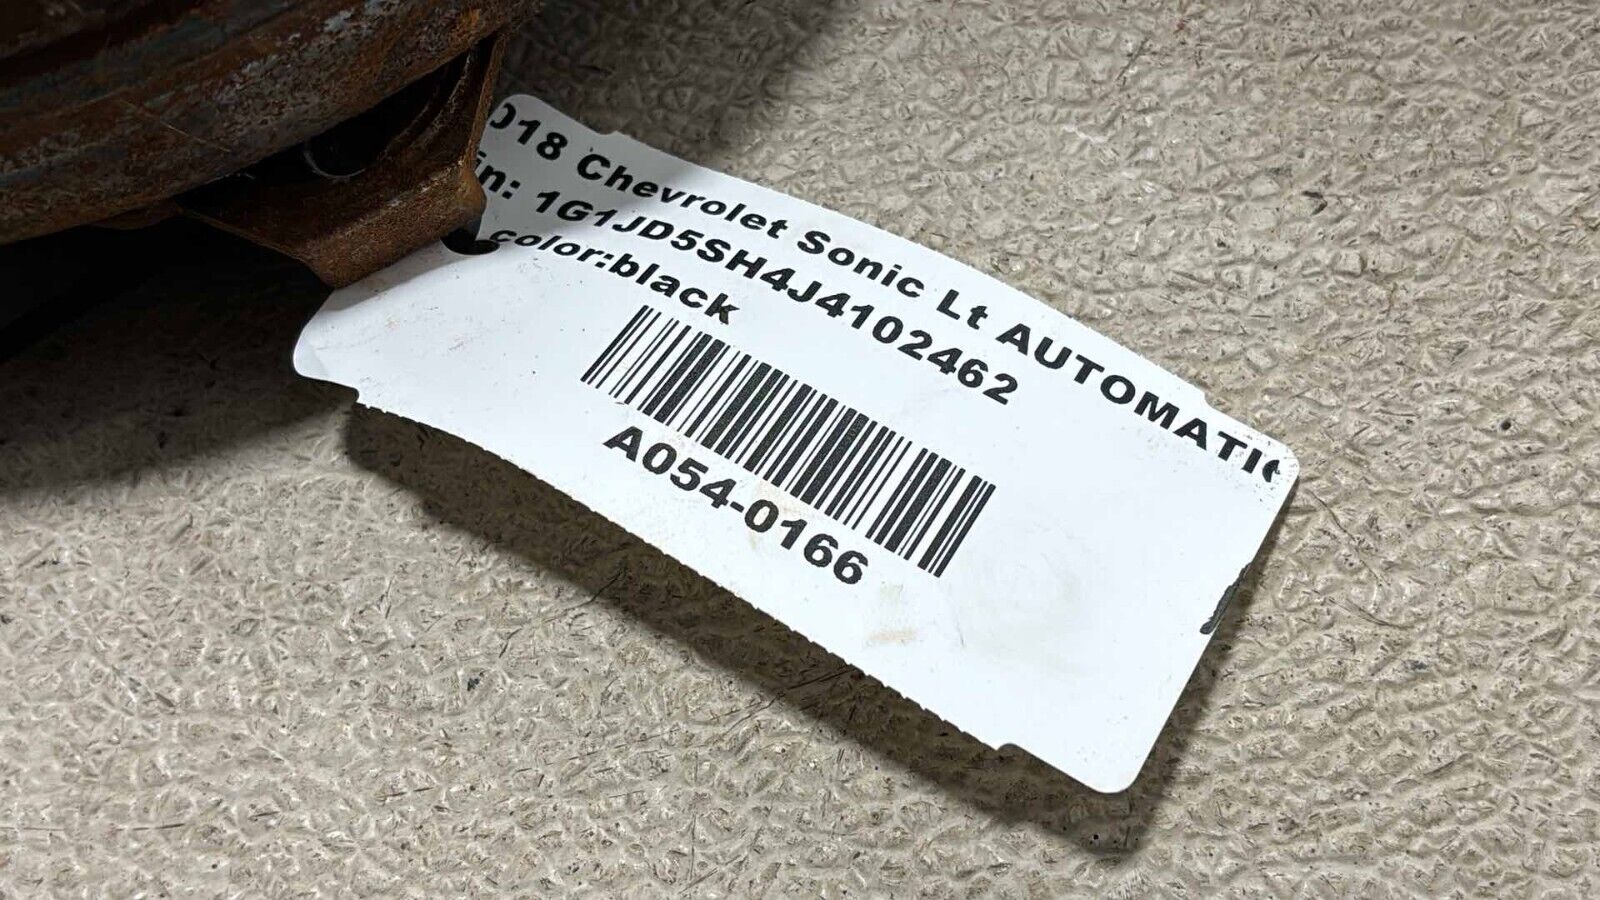 018 Chevrolet Sonic Lt AUTOMATIC
in: 1G1JD5SH4J4102462
color:black
A054-0166